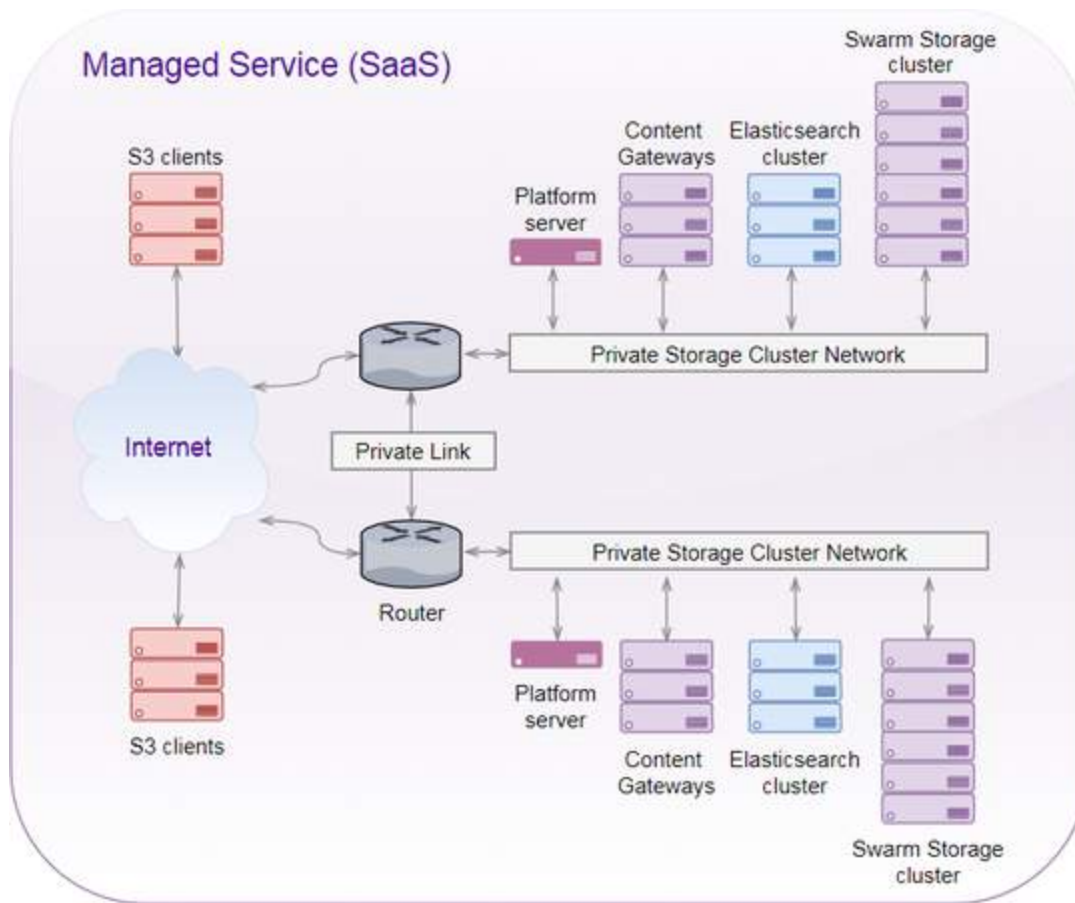 Managed Service (SaaS)
Swarm Storage
cluster
S3 clients
Content
Gateways
Elasticsearch
cluster
Platform
server
Private Storage Cluster Network
Internet
Private Link
Private Storage Cluster Network
Router
Platform
server
S3 clients
Content
Gateways
Elasticsearch
cluster
Swarm Storage
cluster